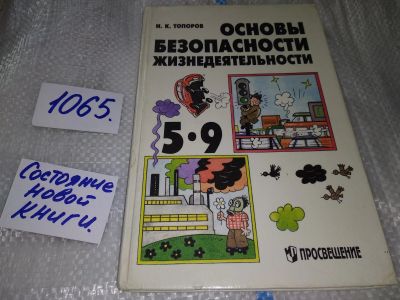 И. К. ТОПОРОВ
ОСНОВЫ
БЕЗОПАСНОСТИ
ЖИЗНЕДЕЯТЕЛЬНОСТИ
5•9
ПРОСВЕЩЕНИЕ
1065.
Состояние
новой
книги.